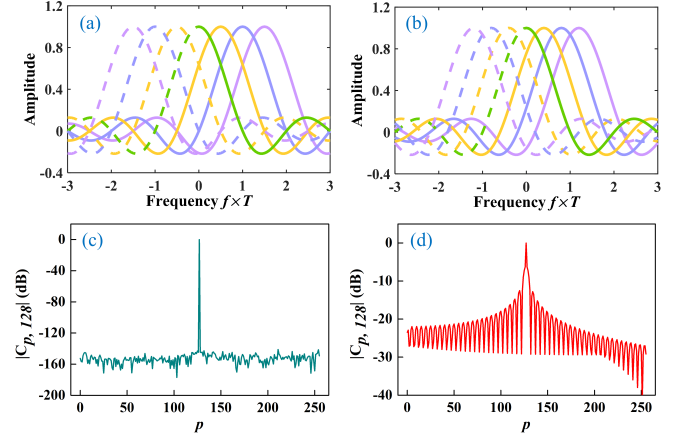 (a)
1.2
0.8
0.4
0
-0.4
Amplitude
-3 -2 -1 0 1 2 3
Frequency f×T
(b)
1.2
0.8
0.4
0
-0.4
Amplitude
-3 -2 -1 0 1 2 3
Frequency f×T
(c)
0
-40
-80
-120
-160
-200
|Cp, 128| (dB)
0 50 100 150 200 250
p
(d)
0
-10
-20
-30
-40
|Cp, 128| (dB)
0 50 100 150 200 250
p